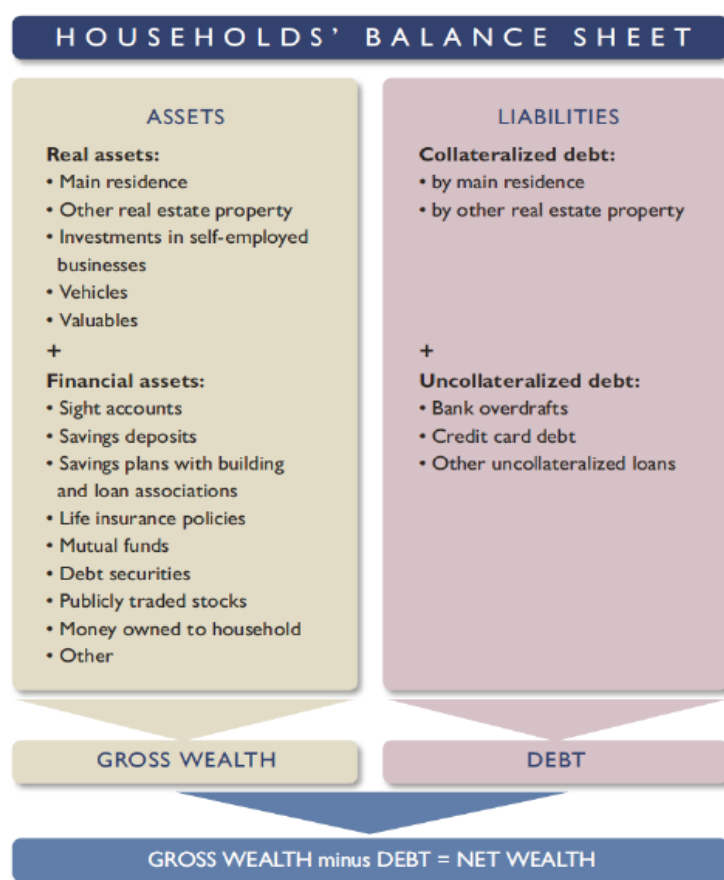 HOUSEHOLDS' BALANCE SHEET
ASSETS
Real assets:
• Main residence
• Other real estate property
• Investments in self-employed
businesses
• Vehicles
• Valuables
+
Financial assets:
• Sight accounts
• Savings deposits
• Savings plans with building
and loan associations
• Life insurance policies
• Mutual funds
• Debt securities
• Publicly traded stocks
• Money owned to household
• Other
LIABILITIES
Collateralized debt:
• by main residence
• by other real estate property
+
Uncollateralized debt:
• Bank overdrafts
• Credit card debt
• Other uncollateralized loans
GROSS WEALTH
DEBT
GROSS WEALTH minus DEBT = NET WEALTH